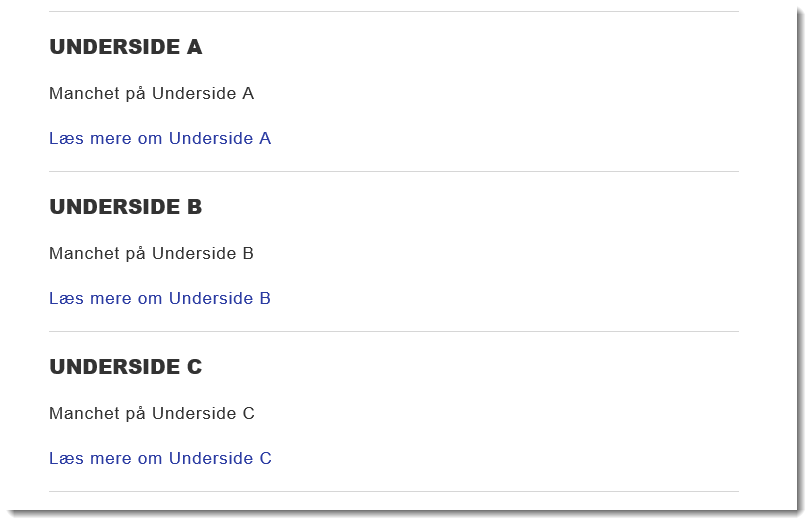 UNDERSIDE A
Manchet på Underside A
Læs mere om Underside A
UNDERSIDE B
Manchet på Underside B
Læs mere om Underside B
UNDERSIDE C
Manchet på Underside C
Læs mere om Underside C